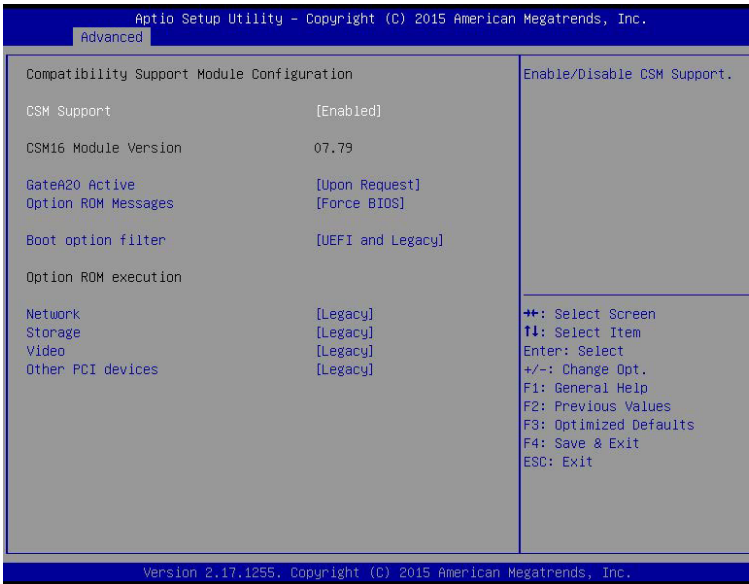 Aptio Setup Utility – Copyright (C) 2015 American Megatrends, Inc.
Advanced
Compatibility Support Module Configuration
CSM Support [Enabled]
CSM16 Module Version 07.79
GateA20 Active [Upon Request]
Option ROM Messages [Force BIOS]
Boot option filter [UEFI and Legacy]
Option ROM execution
Network [Legacy]
Storage [Legacy]
Video [Legacy]
Other PCI devices [Legacy]
Enable/Disable CSM Support.
→←: Select Screen
↑↓: Select Item
Enter: Select
+/-: Change Opt.
F1: General Help
F2: Previous Values
F3: Optimized Defaults
F4: Save & Exit
ESC: Exit
Version 2.17.1255. Copyright (C) 2015 American Megatrends, Inc.